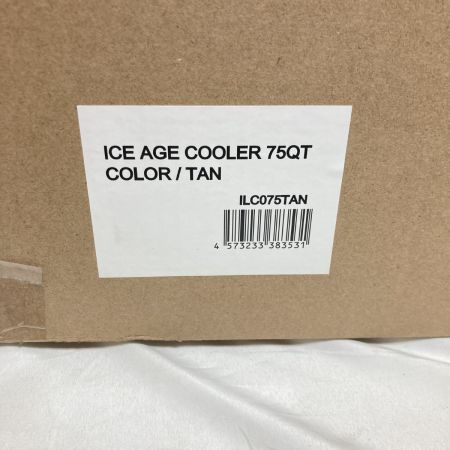 ICE AGE COOLER 75QT
COLOR / TAN
ILC075TAN
4 573233 383531